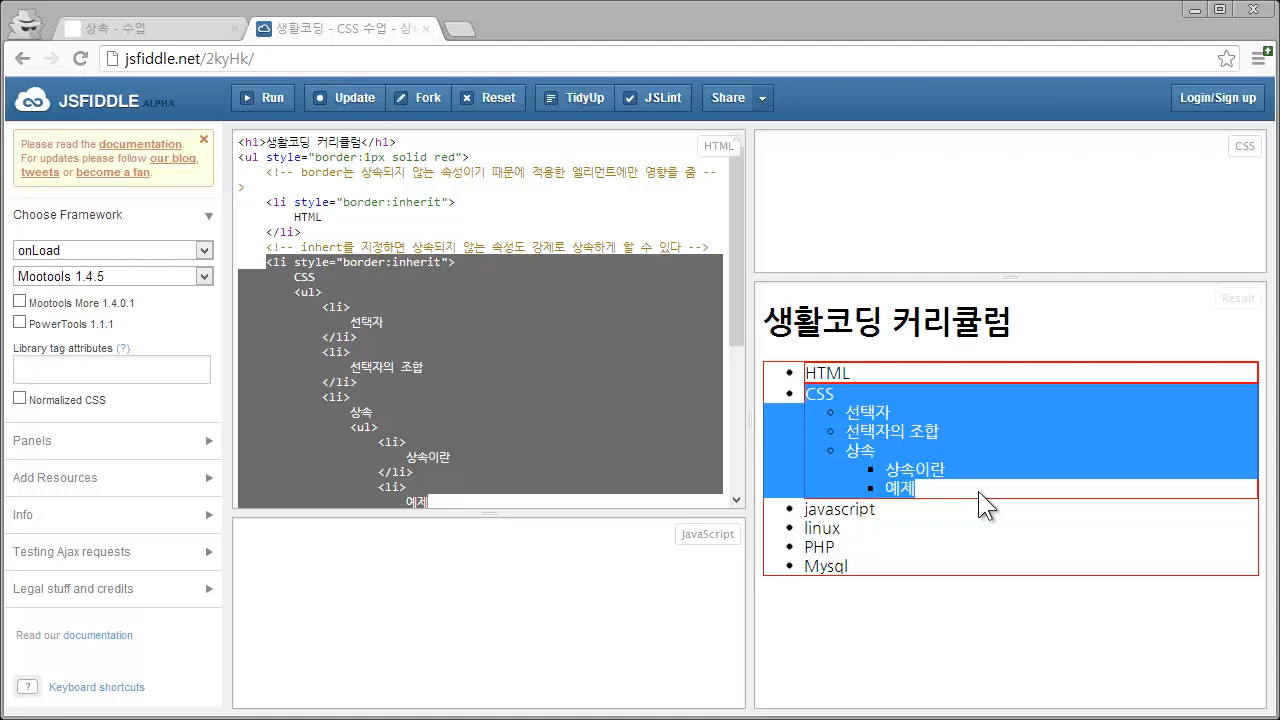 상속 - 수업
생활코딩 - CSS 수업 - 상속
jsfiddle.net/2kyHk/
JSFIDDLE ALPHA
Run
Update
Fork
Reset
TidyUp
JSLint
Share
Login/Sign up
Please read the documentation.
For updates please follow our blog,
tweets or become a fan.
Choose Framework
onLoad
Mootools 1.4.5
Mootools More 1.4.0.1
PowerTools 1.1.1
Library tag attributes (?)
Normalized CSS
Panels
Add Resources
Info
Testing Ajax requests
Legal stuff and credits
Read our documentation
?
Keyboard shortcuts
HTML
<h1>생활코딩 커리큘럼</h1>
<ul style="border:1px solid red">
<!-- border는 상속되지 않는 속성이기 때문에 적용한 엘리먼트에만 영향을 줌 --
>
<li style="border:inherit">
HTML
</li>
<!-- inhert를 지정하면 상속되지 않는 속성도 강제로 상속하게 할 수 있다 -->
<li style="border:inherit">
CSS
<ul>
<li>
선택자
</li>
<li>
선택자의 조합
</li>
<li>
상속
<ul>
<li>
상속이란
</li>
<li>
예제
JavaScript
CSS
Result
생활코딩 커리큘럼
HTML
CSS
선택자
선택자의 조합
상속
상속이란
예제
javascript
linux
PHP
Mysql